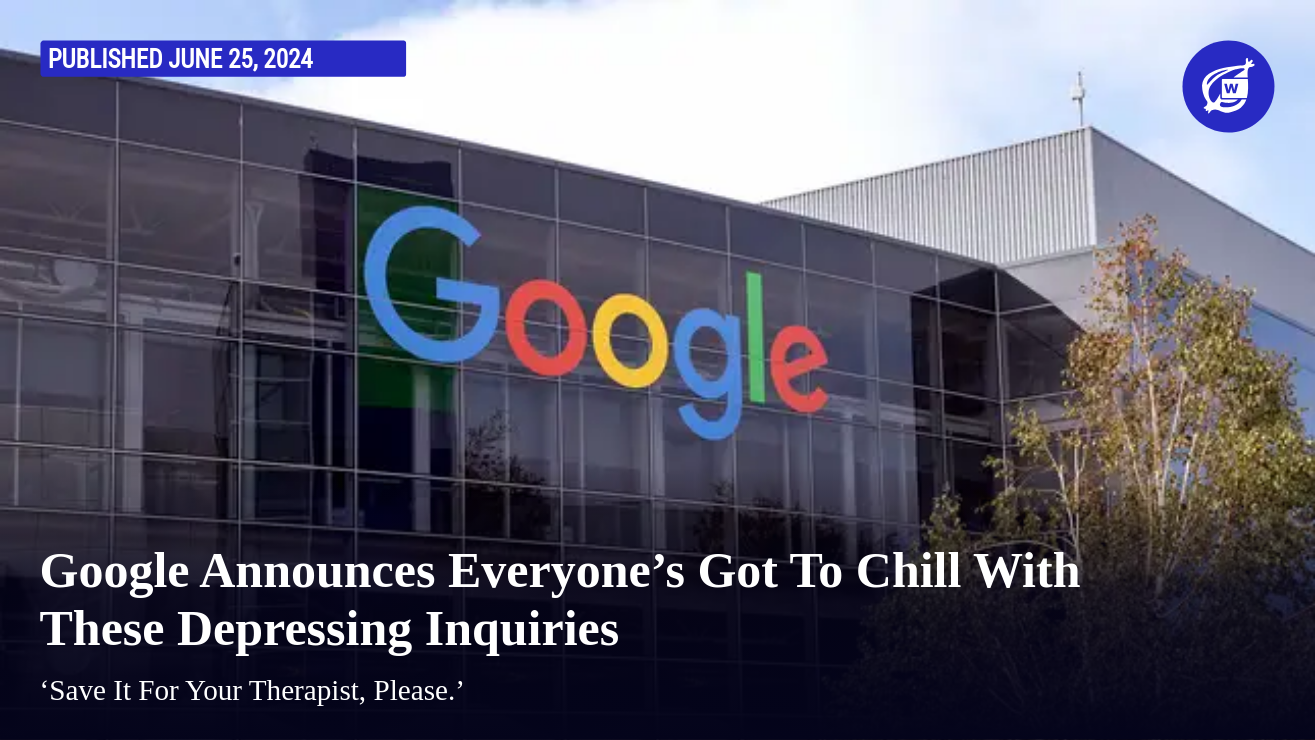 PUBLISHED JUNE 25, 2024
W
Google
Google Announces Everyone’s Got To Chill With
These Depressing Inquiries
‘Save It For Your Therapist, Please.’